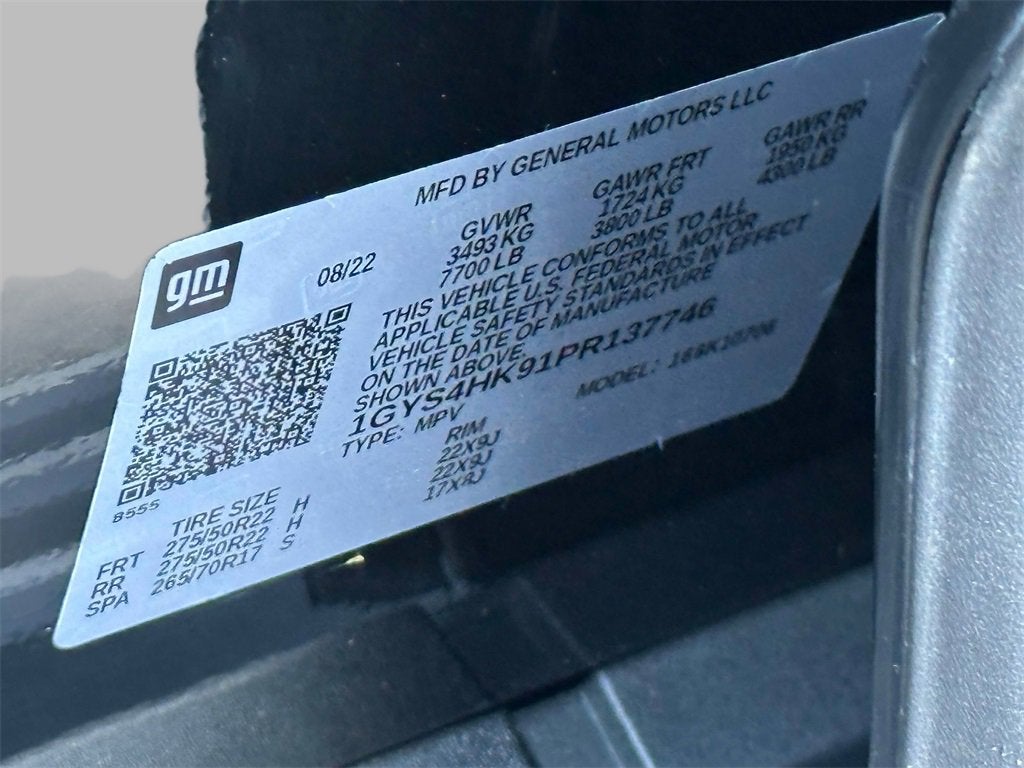 MFD BY GENERAL MOTORS LLC
gm
08/22
GVWR GAWR FRT GAWR RR
3493 KG 1724 KG 1950 KG
7700 LB 3800 LB 4300 LB
THIS VEHICLE CONFORMS TO ALL
APPLICABLE U.S. FEDERAL MOTOR
VEHICLE SAFETY STANDARDS IN EFFECT
ON THE DATE OF MANUFACTURE
SHOWN ABOVE.
1GYS4HK91PR137746
TYPE: MPV MODEL:
8555
TIRE SIZE RIM
FRT 275/50R22 H 22X9J
RR 275/50R22 H 22X9J
SPA 265/70R17 S 17X8J